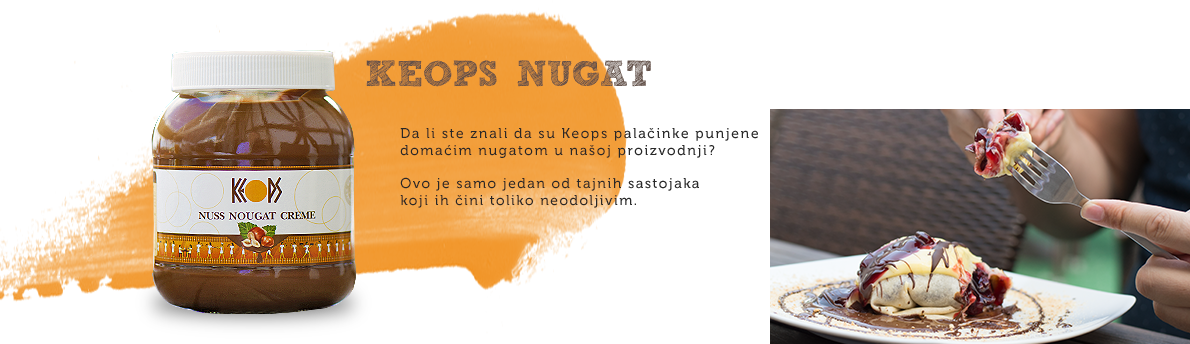 KEOPS NUGAT
Da li ste znali da su Keops palačinke punjene
domaćim nugatom u našoj proizvodnji?
Ovo je samo jedan od tajnih sastojaka
koji ih čini toliko neodoljivim.
KEOPS
NUSS NOUGAT CREME